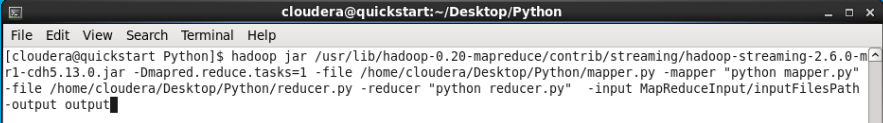 cloudera@quickstart:~/Desktop/Python
File Edit View Search Terminal Help
[cloudera@quickstart Python]$ hadoop jar /usr/lib/hadoop-0.20-mapreduce/contrib/streaming/hadoop-streaming-2.6.0-m
r1-cdh5.13.0.jar -Dmapred.reduce.tasks=1 -file /home/cloudera/Desktop/Python/mapper.py -mapper "python mapper.py"
-file /home/cloudera/Desktop/Python/reducer.py -reducer "python reducer.py"  -input MapReduceInput/inputFilesPath
-output output